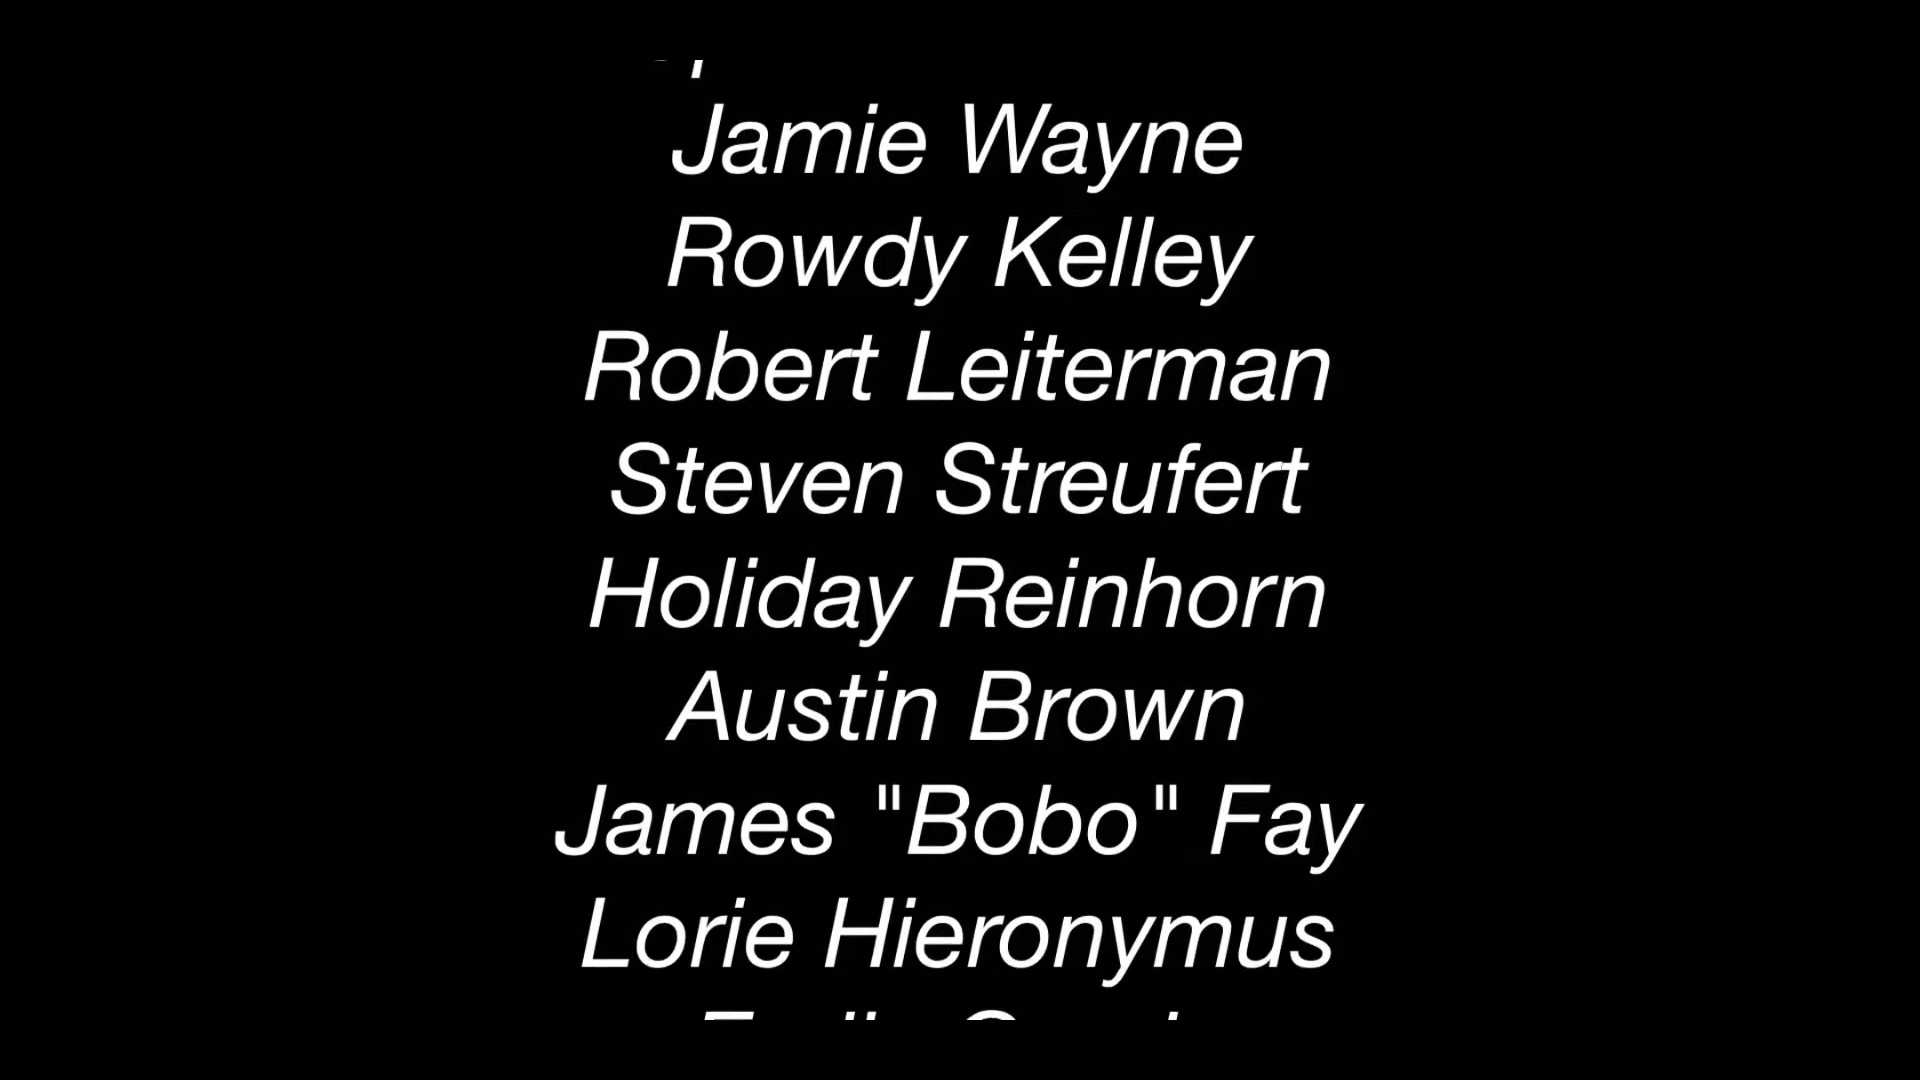 Jamie Wayne
Rowdy Kelley
Robert Leiterman
Steven Streufert
Holiday Reinhorn
Austin Brown
James "Bobo" Fay
Lorie Hieronymus